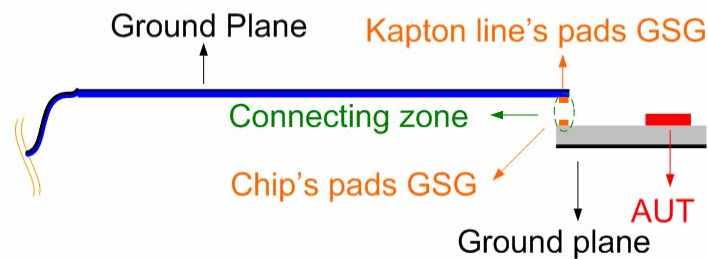 Ground Plane
Kapton line's pads GSG
Connecting zone
Chip's pads GSG
AUT
Ground plane